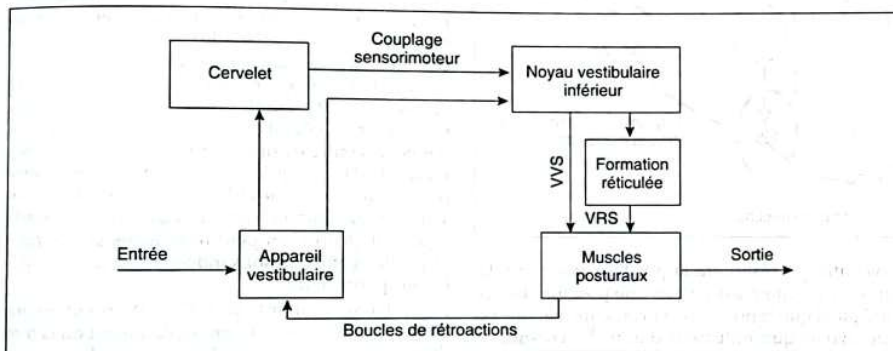 Couplage
sensorimoteur
Cervelet
Noyau vestibulaire
inférieur
VVS
Formation
réticulée
VRS
Entrée
Appareil
vestibulaire
Muscles
posturaux
Sortie
Boucles de rétroactions